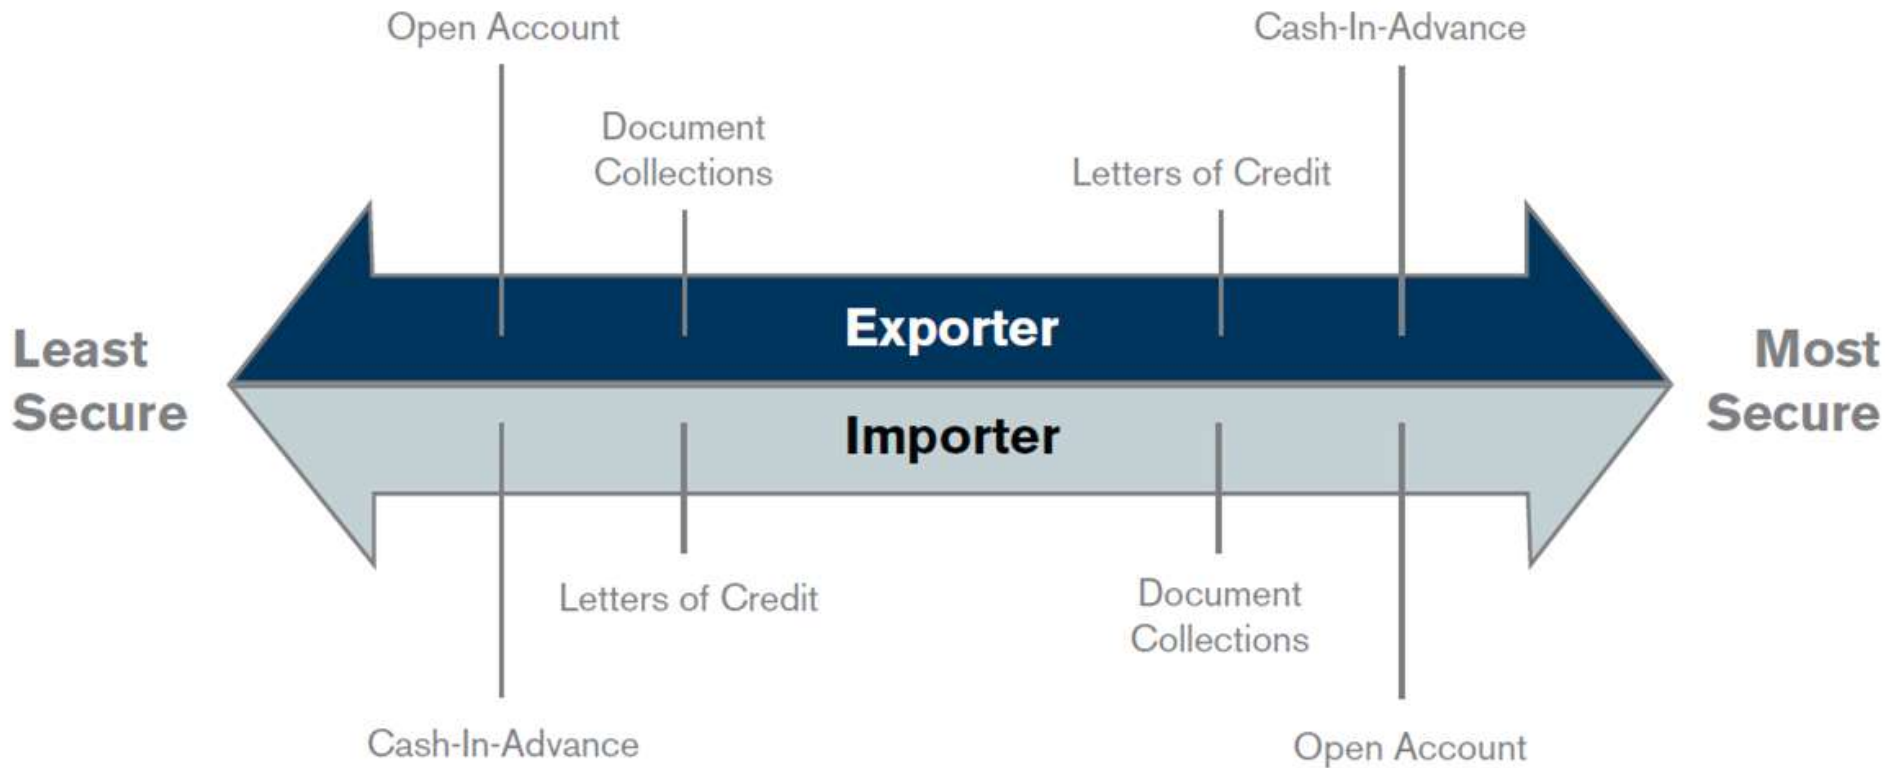 Open Account
Cash-In-Advance
Document
Collections
Letters of Credit
Exporter
Least
Secure
Most
Secure
Importer
Letters of Credit
Document
Collections
Cash-In-Advance
Open Account